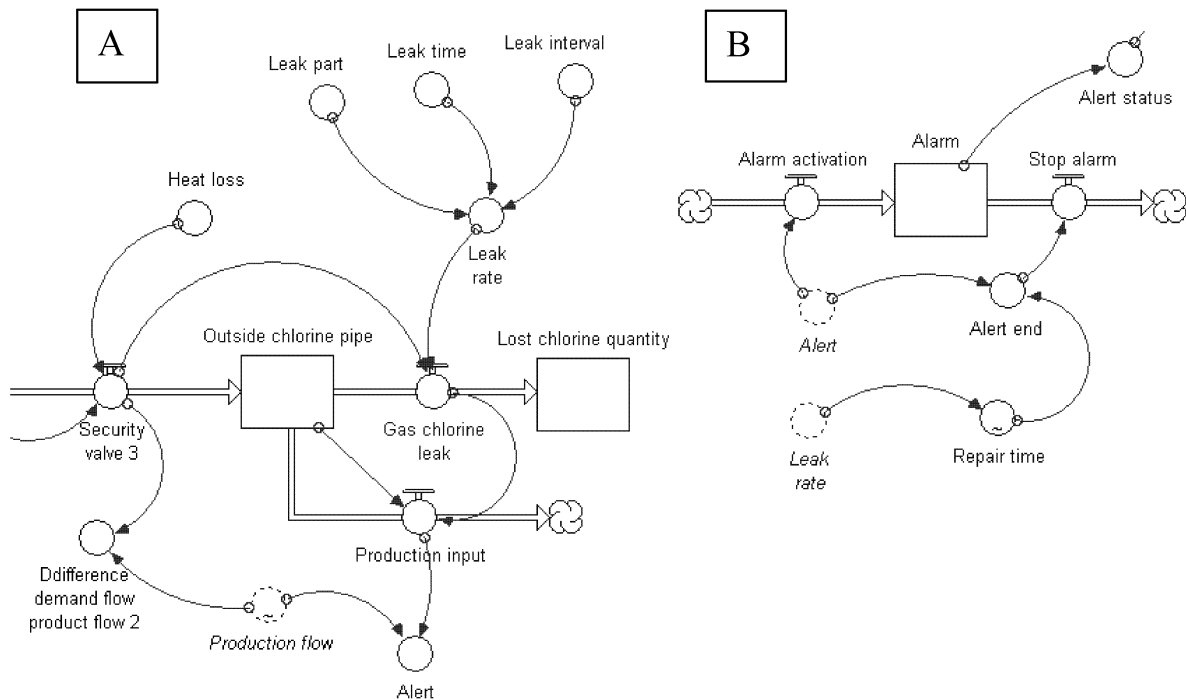 A
Leak part
Leak time
Leak interval
Heat loss
Leak
rate
Outside chlorine pipe
Lost chlorine quantity
Security
valve 3
Gas chlorine
leak
Production input
Ddifference
demand flow
product flow 2
Production flow
Alert
B
Alert status
Alarm
Alarm activation
Stop alarm
Alert
Alert end
Leak
rate
Repair time